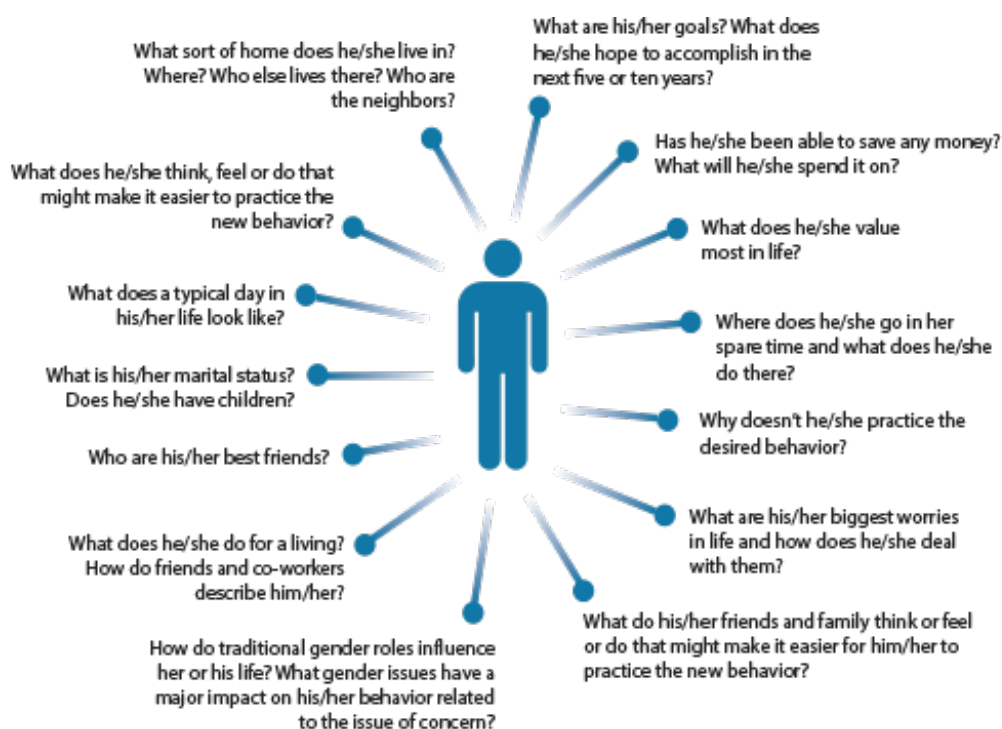 What sort of home does he/she live in?
Where? Who else lives there? Who are
the neighbors?
What are his/her goals? What does
he/she hope to accomplish in the
next five or ten years?
Has he/she been able to save any money?
What will he/she spend it on?
What does he/she think, feel or do that
might make it easier to practice the
new behavior?
What does he/she value
most in life?
What does a typical day in
his/her life look like?
Where does he/she go in her
spare time and what does he/she
do there?
What is his/her marital status?
Does he/she have children?
Why doesn't he/she practice the
desired behavior?
Who are his/her best friends?
What are his/her biggest worries
in life and how does he/she deal
with them?
What does he/she do for a living?
How do friends and co-workers
describe him/her?
What do his/her friends and family think or feel
or do that might make it easier for him/her to
practice the new behavior?
How do traditional gender roles influence
her or his life? What gender issues have a
major impact on his/her behavior related
to the issue of concern?